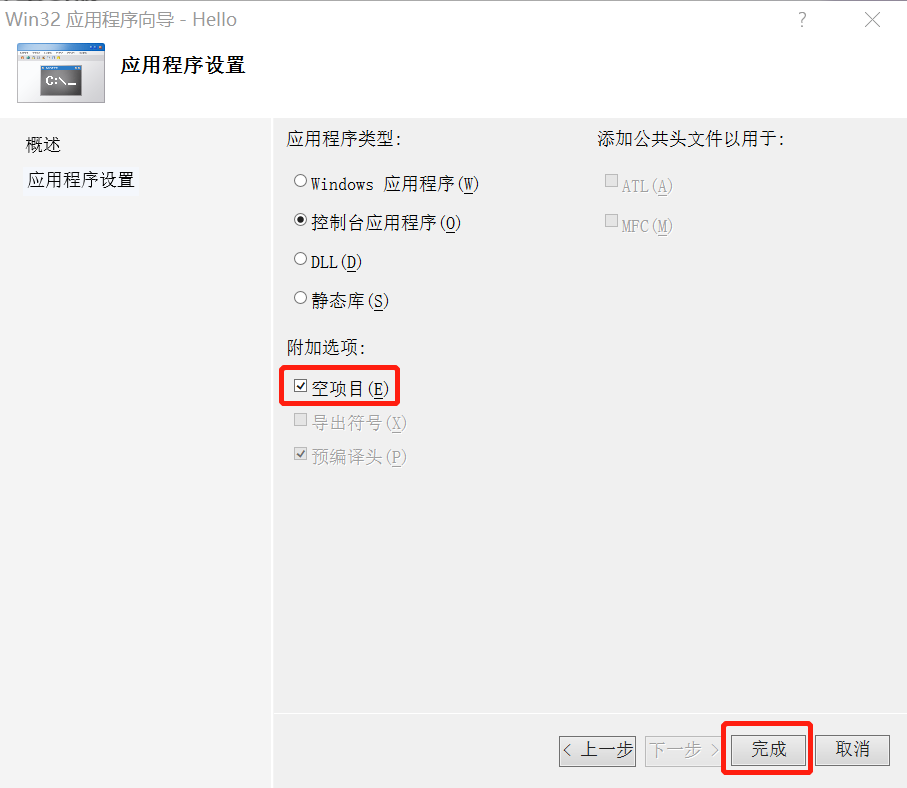 Win32 应用程序向导 - Hello
?
C:\_
应用程序设置
概述
应用程序设置
应用程序类型:
Windows 应用程序(W)
控制台应用程序(O)
DLL(D)
静态库(S)
附加选项:
空项目(E)
导出符号(X)
预编译头(P)
添加公共头文件以用于:
ATL(A)
MFC(M)
< 上一步
下一步 >
完成
取消